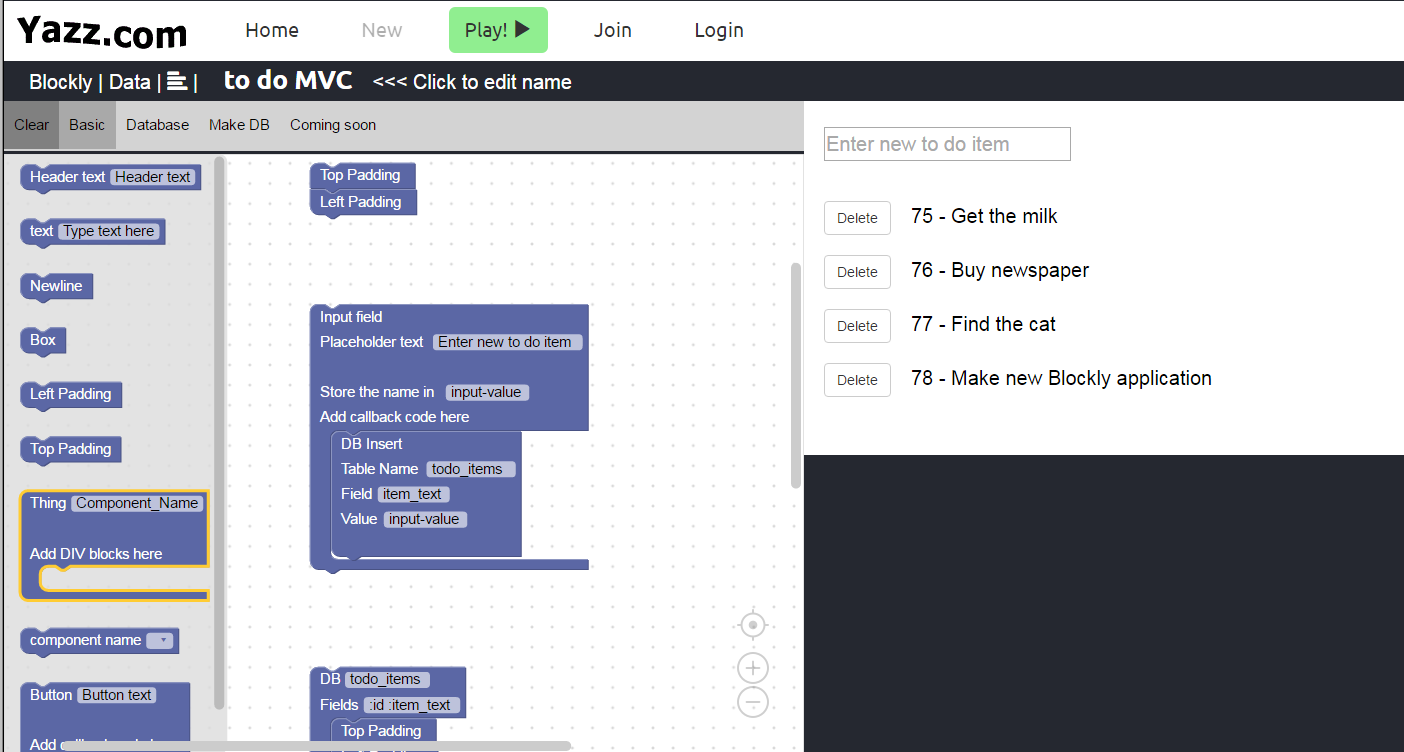 Yazz.com Home New Play! Join Login
Blockly | Data | | to do MVC <<< Click to edit name
Clear Basic Database Make DB Coming soon
Header text Header text
text Type text here
Newline
Box
Left Padding
Top Padding
Thing Component_Name
Add DIV blocks here
component name
Button Button text
Top Padding
Left Padding
Input field
Placeholder text Enter new to do item
Store the name in input-value
Add callback code here
DB Insert
Table Name todo_items
Field item_text
Value input-value
DB todo_items
Fields :id :item_text
Top Padding
Enter new to do item
Delete 75 - Get the milk
Delete 76 - Buy newspaper
Delete 77 - Find the cat
Delete 78 - Make new Blockly application